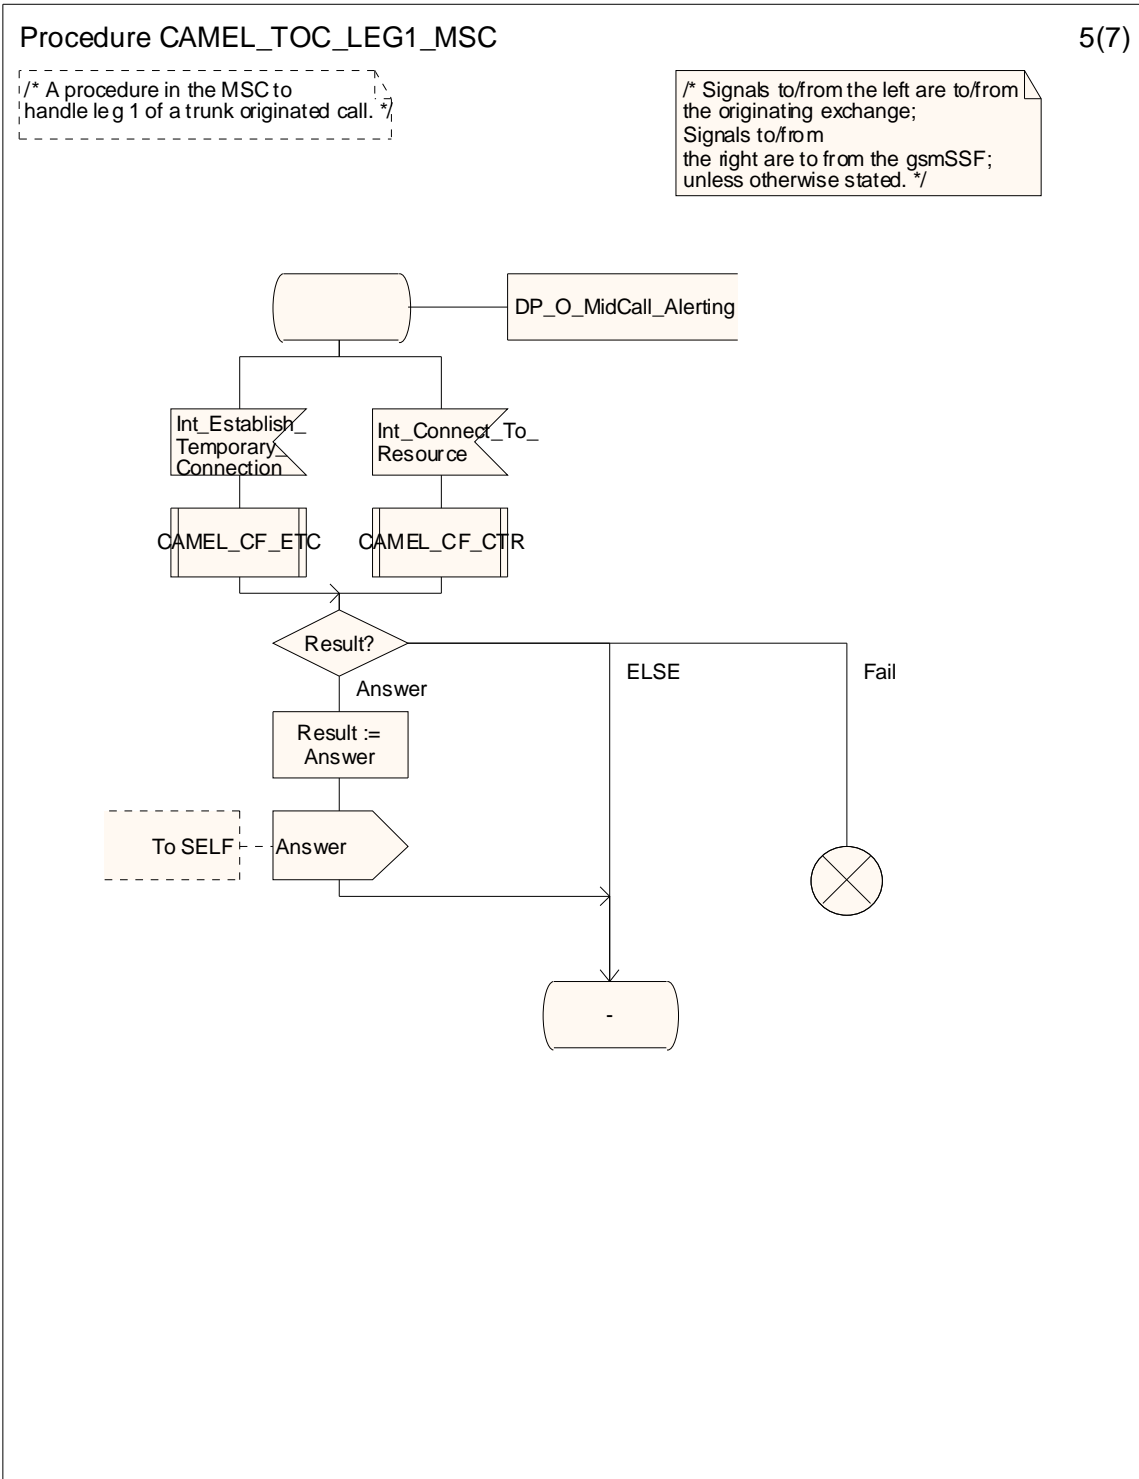 Procedure CAMEL_TOC_LEG1_MSC
5(7)
/* A procedure in the MSC to
handle leg 1 of a trunk originated call. */
/* Signals to/from the left are to/from
the originating exchange;
Signals to/from
the right are to from the gsmSSF;
unless otherwise stated. */
DP_O_MidCall_Alerting
Int_Establish_
Temporary_
Connection
Int_Connect_To_
Resource
CAMEL_CF_ETC
CAMEL_CF_CTR
Result?
ELSE
Fail
Answer
Result :=
Answer
To SELF
Answer
-